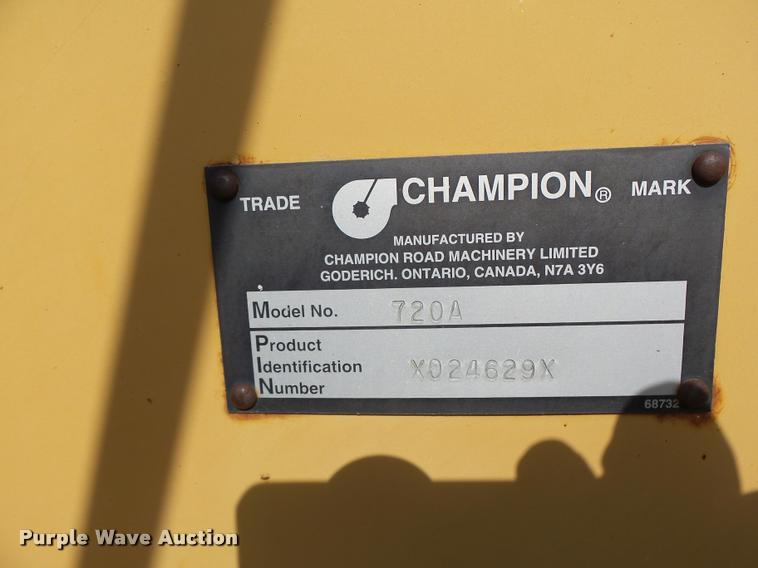 TRADE CHAMPION® MARK
MANUFACTURED BY
CHAMPION ROAD MACHINERY LIMITED
GODERICH. ONTARIO, CANADA, N7A 3Y6
Model No. 720A
Product
Identification X024629X
Number
68732
Purple Wave Auction